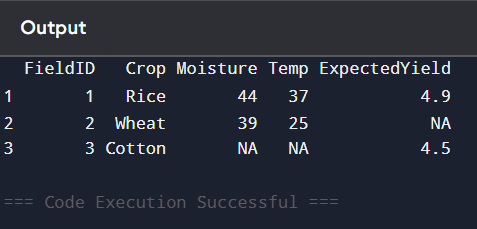 Output
FieldID Crop Moisture Temp ExpectedYield
1 1 Rice 44 37 4.9
2 2 Wheat 39 25 NA
3 3 Cotton NA NA 4.5
=== Code Execution Successful ===